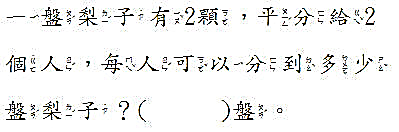 一盤梨子有2顆，平分給2
個人，每人可以分到多少
盤梨子？(　　　)盤。